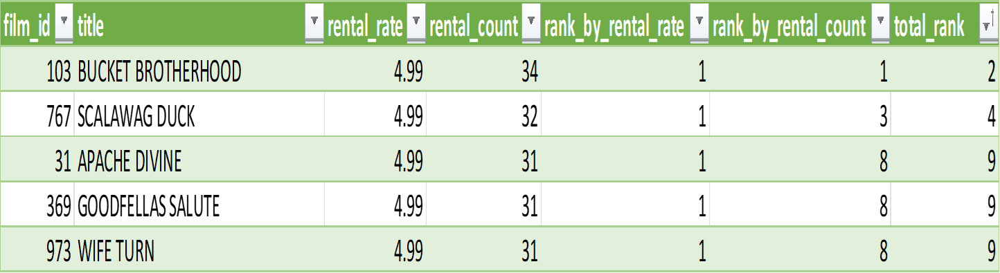 film_id title rental_rate rental_count rank_by_rental_rate rank_by_rental_count total_rank
103 BUCKET BROTHERHOOD 4.99 34 1 1 2
767 SCALAWAG DUCK 4.99 32 1 3 4
31 APACHE DIVINE 4.99 31 1 8 9
369 GOODFELLAS SALUTE 4.99 31 1 8 9
973 WIFE TURN 4.99 31 1 8 9